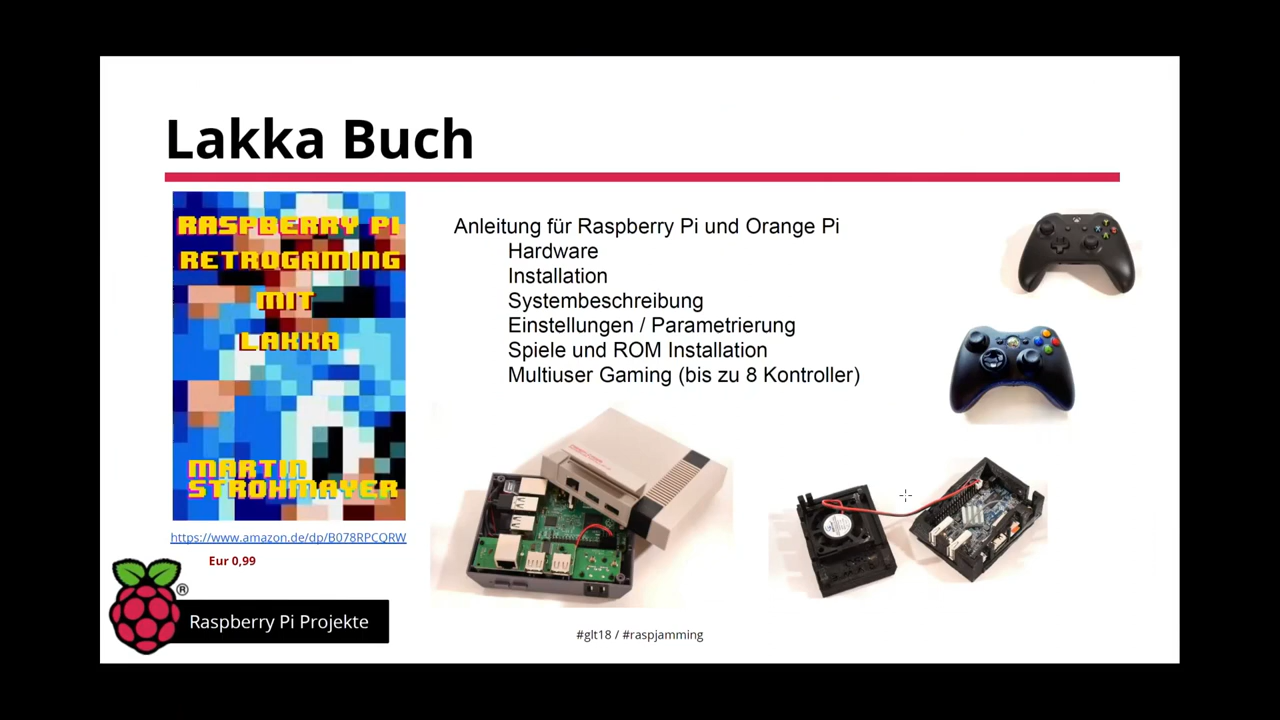 Lakka Buch
RASPBERRY PI
RETROGAMING
MIT
LAKKA
MARTIN
STROHMAYER
https://www.amazon.de/dp/B078RPCQRW
Eur 0,99
Anleitung für Raspberry Pi und Orange Pi
Hardware
Installation
Systembeschreibung
Einstellungen / Parametrierung
Spiele und ROM Installation
Multiuser Gaming (bis zu 8 Kontroller)
®
Raspberry Pi Projekte
#glt18 / #raspjamming